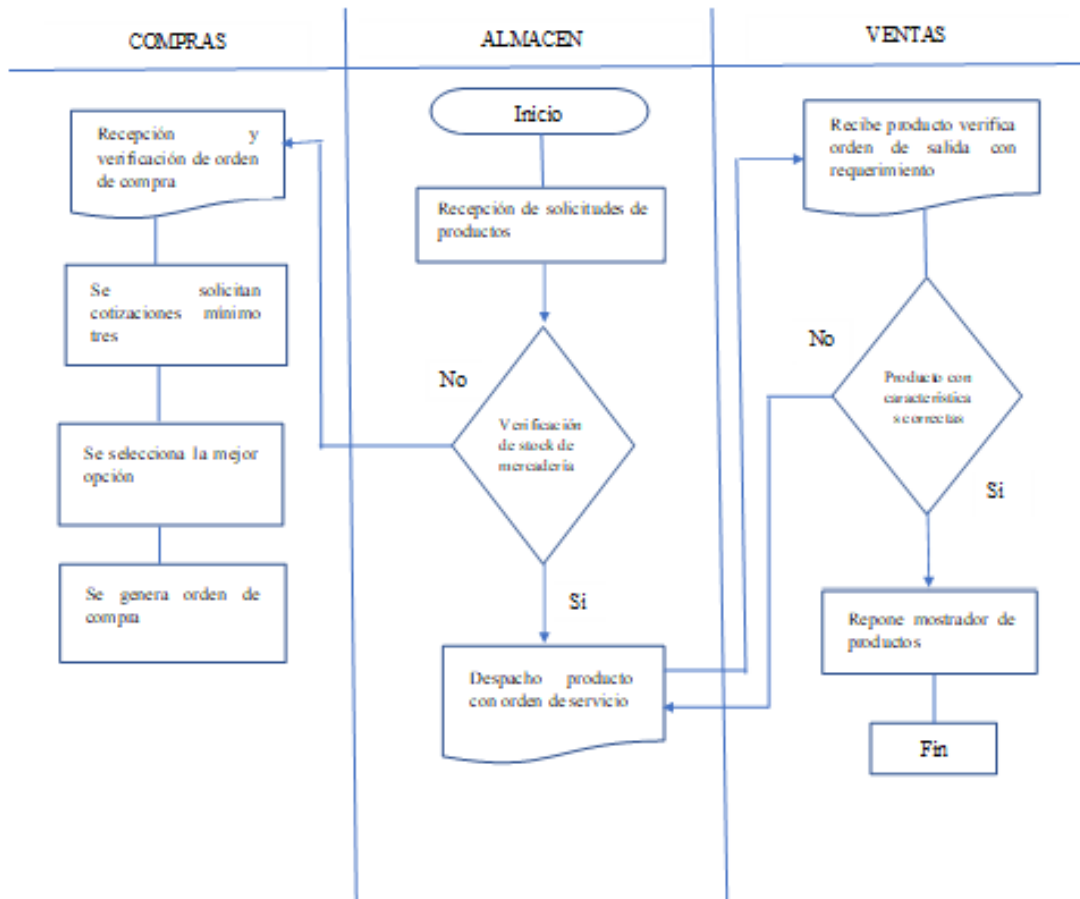 COMPRAS
ALMACEN
VENTAS
Recepción y
verificación de orden
de compra
Se solicitan
cotizaciones mínimo
tres
Se selecciona la mejor
opción
Se genera orden de
compra
Inicio
Recepción de solicitudes de
productos
No
Verificación
de stock de
mercadería
Si
Despacho producto
con orden de servicio
Recibe producto verifica
orden de salida con
requerimiento
No
Producto con
característica
s correctas
Si
Repone mostrador de
productos
Fin